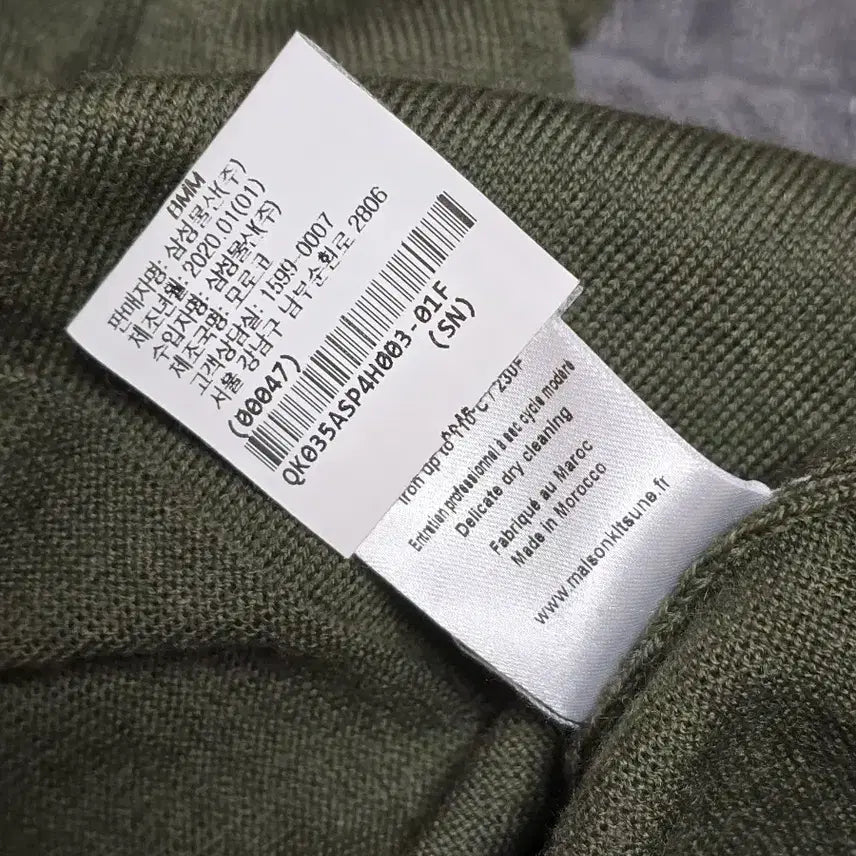 BMM
판매자명: 삼성물산(주)
제조년월: 2020.01(01)
수입자명: 삼성물산(주)
제조국명: 모로코
고객상담실: 1599-0007
서울 강남구 남부순환로 2806
(00047)
QK035ASP4H003-01F
(SN)
Iron up to 110°C / 230F
Entretien professionnel à sec cycle modéré
Delicate dry cleaning
Fabriqué au Maroc
Made in Morocco
www.maisonkitsune.fr